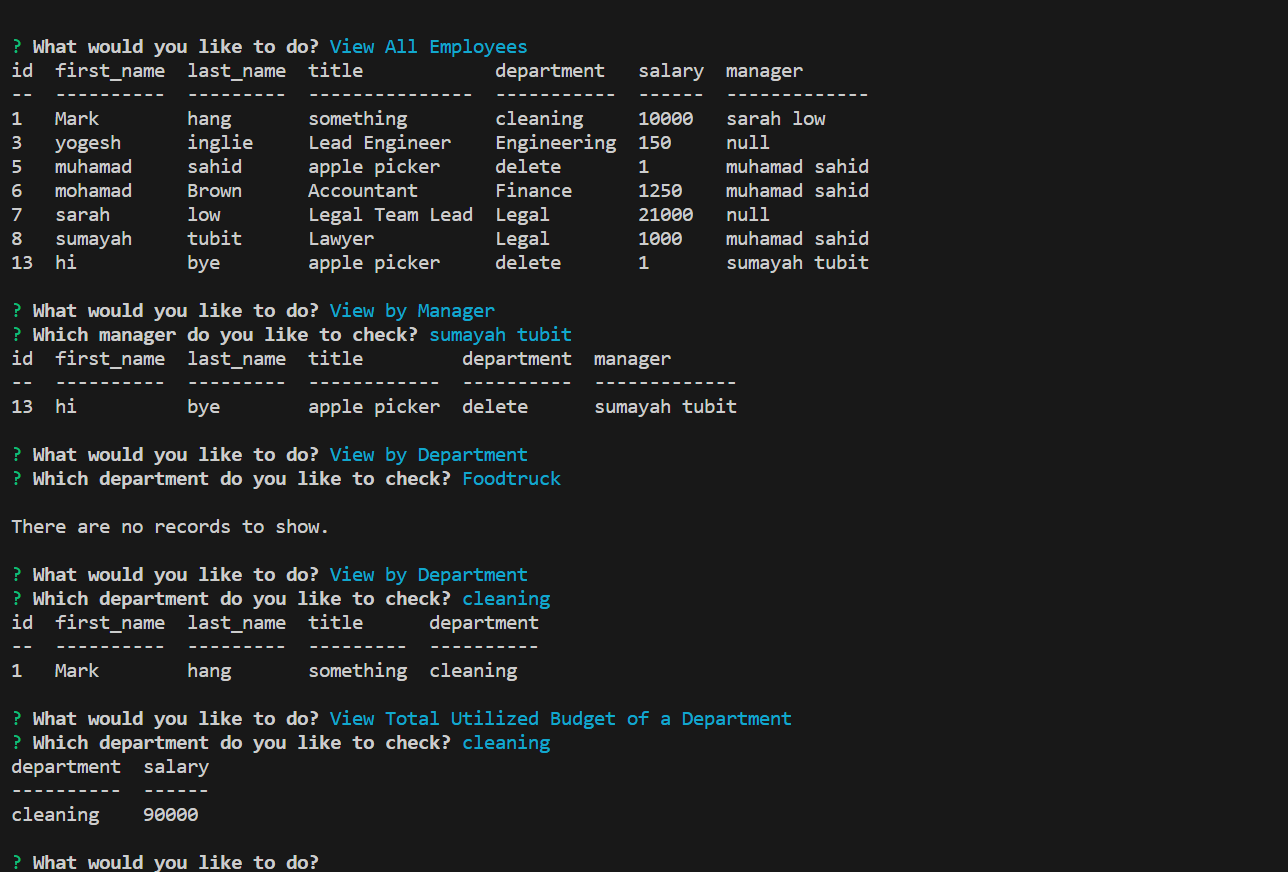 ? What would you like to do? View All Employees
id  first_name  last_name  title            department   salary  manager
--  ----------  ---------  ---------------  -----------  ------  -------------
1   Mark        hang       something        cleaning     10000   sarah low
3   yogesh      inglie     Lead Engineer    Engineering  150     null
5   muhamad     sahid      apple picker     delete       1       muhamad sahid
6   mohamad     Brown      Accountant       Finance      1250    muhamad sahid
7   sarah       low        Legal Team Lead  Legal        21000   null
8   sumayah     tubit      Lawyer           Legal        1000    muhamad sahid
13  hi          bye        apple picker     delete       1       sumayah tubit
? What would you like to do? View by Manager
? Which manager do you like to check? sumayah tubit
id  first_name  last_name  title         department  manager
--  ----------  ---------  ------------  ----------  -------------
13  hi          bye        apple picker  delete      sumayah tubit
? What would you like to do? View by Department
? Which department do you like to check? Foodtruck
There are no records to show.
? What would you like to do? View by Department
? Which department do you like to check? cleaning
id  first_name  last_name  title      department
--  ----------  ---------  ---------  ----------
1   Mark        hang       something  cleaning
? What would you like to do? View Total Utilized Budget of a Department
? Which department do you like to check? cleaning
department  salary
----------  ------
cleaning    90000
? What would you like to do?